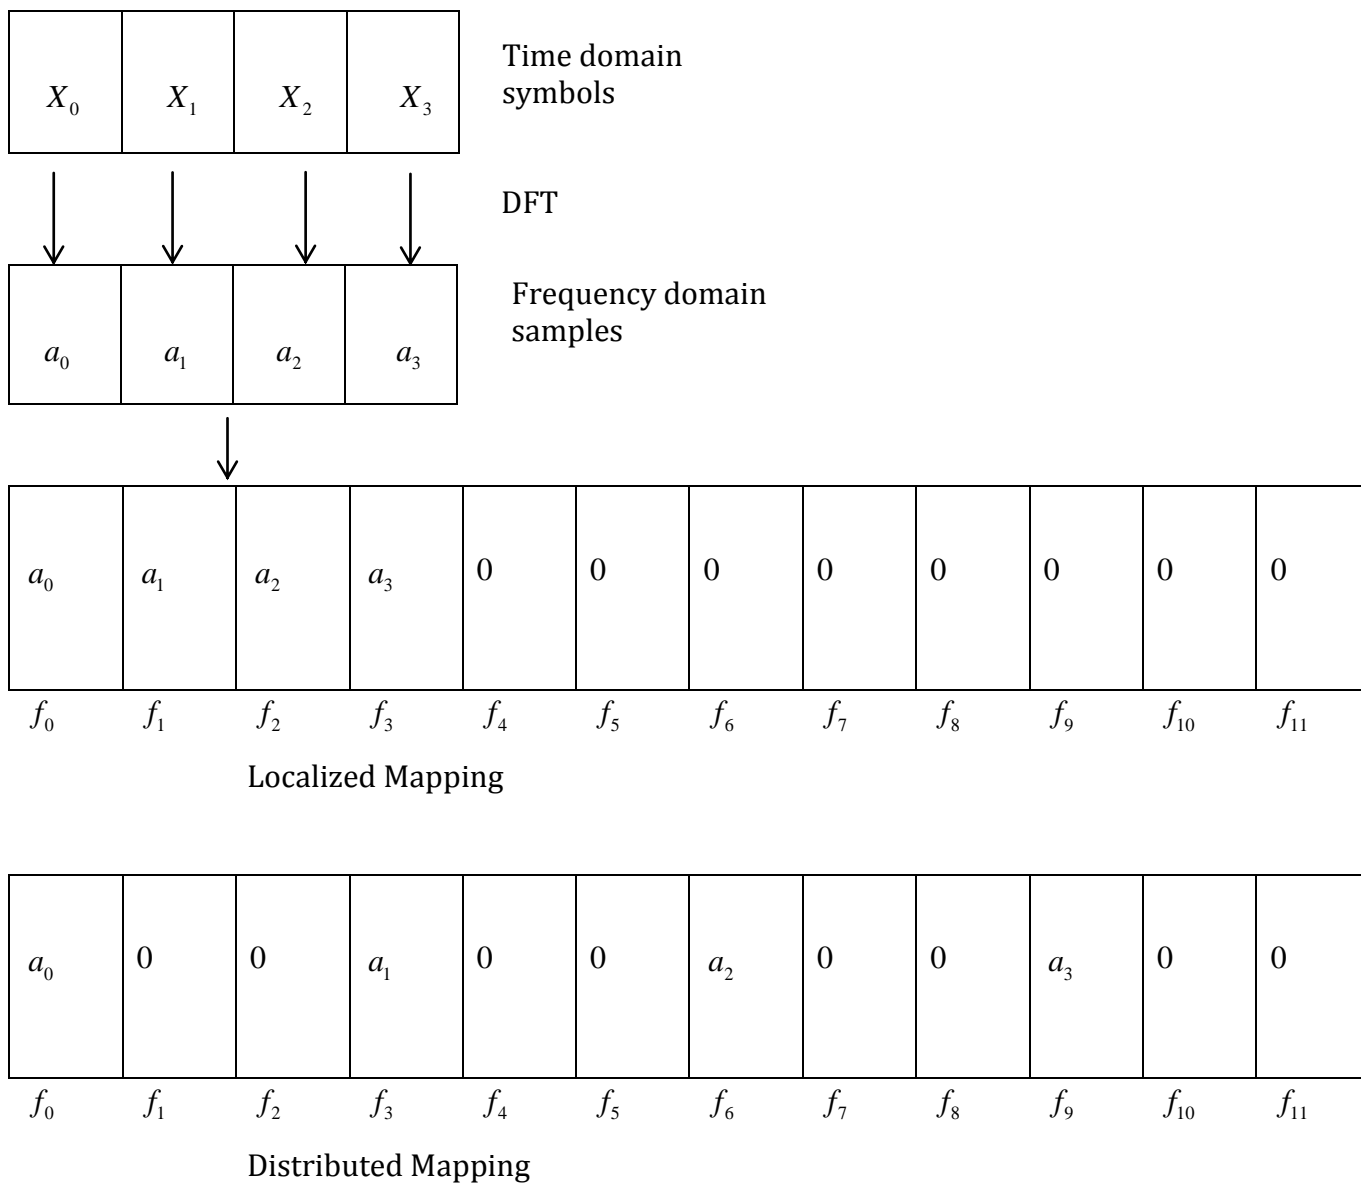 X₀ X₁ X₂ X₃
Time domain
symbols
DFT
Frequency domain
samples
a₀ a₁ a₂ a₃
a₀ a₁ a₂ a₃ 0 0 0 0 0 0 0 0
f₀ f₁ f₂ f₃ f₄ f₅ f₆ f₇ f₈ f₉ f₁₀ f₁₁
Localized Mapping
a₀ 0 0 a₁ 0 0 a₂ 0 0 a₃ 0 0
f₀ f₁ f₂ f₃ f₄ f₅ f₆ f₇ f₈ f₉ f₁₀ f₁₁
Distributed Mapping